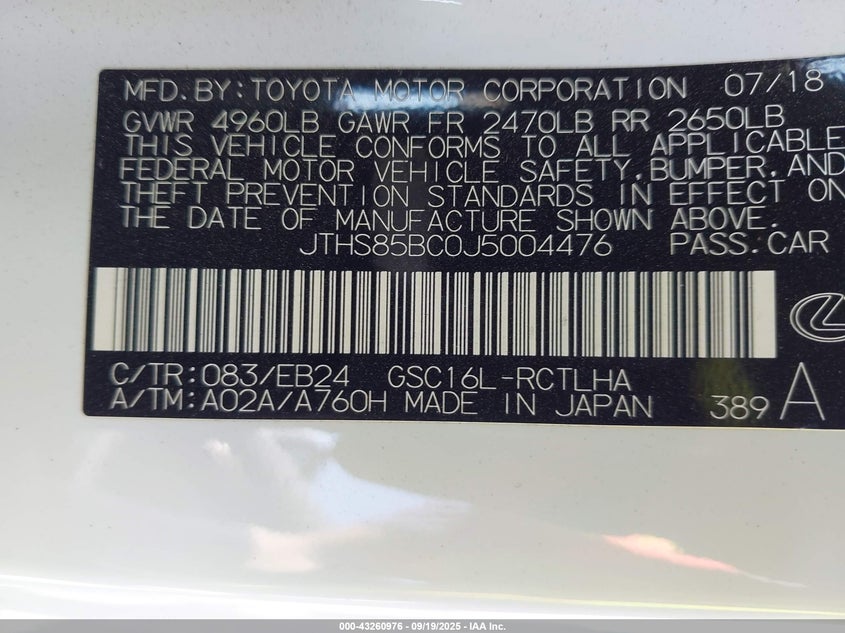 MFD.BY:TOYOTA MOTOR CORPORATION 07/18
GVWR 4960LB GAWR FR 2470LB RR 2650LB
THIS VEHICLE CONFORMS TO ALL APPLICABLE
FEDERAL MOTOR VEHICLE SAFETY,BUMPER,AND
THEFT PREVENTION STANDARDS IN EFFECT ON
THE DATE OF MANUFACTURE SHOWN ABOVE.
JTHS85BC0J5004476 PASS.CAR
C/TR:083/EB24 GSC16L-RCTLHA
A/TM:A02A/A760H MADE IN JAPAN 389 A
000-43260976 - 09/19/2025 - IAA Inc.